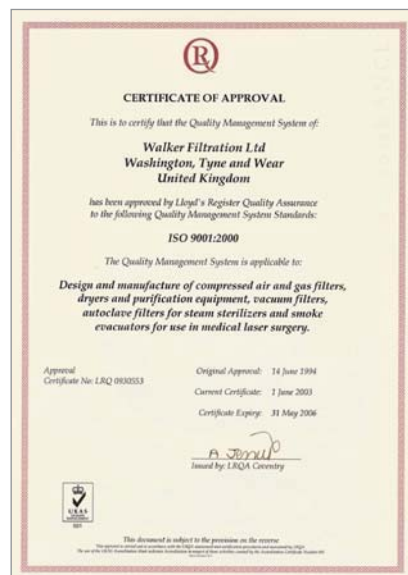 CERTIFICATE OF APPROVAL
This is to certify that the Quality Management System of:
Walker Filtration Ltd
Washington, Tyne and Wear
United Kingdom
has been approved by Lloyd's Register Quality Assurance
to the following Quality Management System Standards:
ISO 9001:2000
The Quality Management System is applicable to:
Design and manufacture of compressed air and gas filters,
dryers and purification equipment, vacuum filters,
autoclave filters for steam sterilizers and smoke
evacuators for use in medical laser surgery.
Approval
Certificate No: LRQ 0930553
Original Approval: 14 June 1994
Current Certificate: 1 June 2003
Certificate Expiry: 31 May 2006
Issued by: LRQA Coventry
UKAS
001
This document is subject to the provision on the reverse